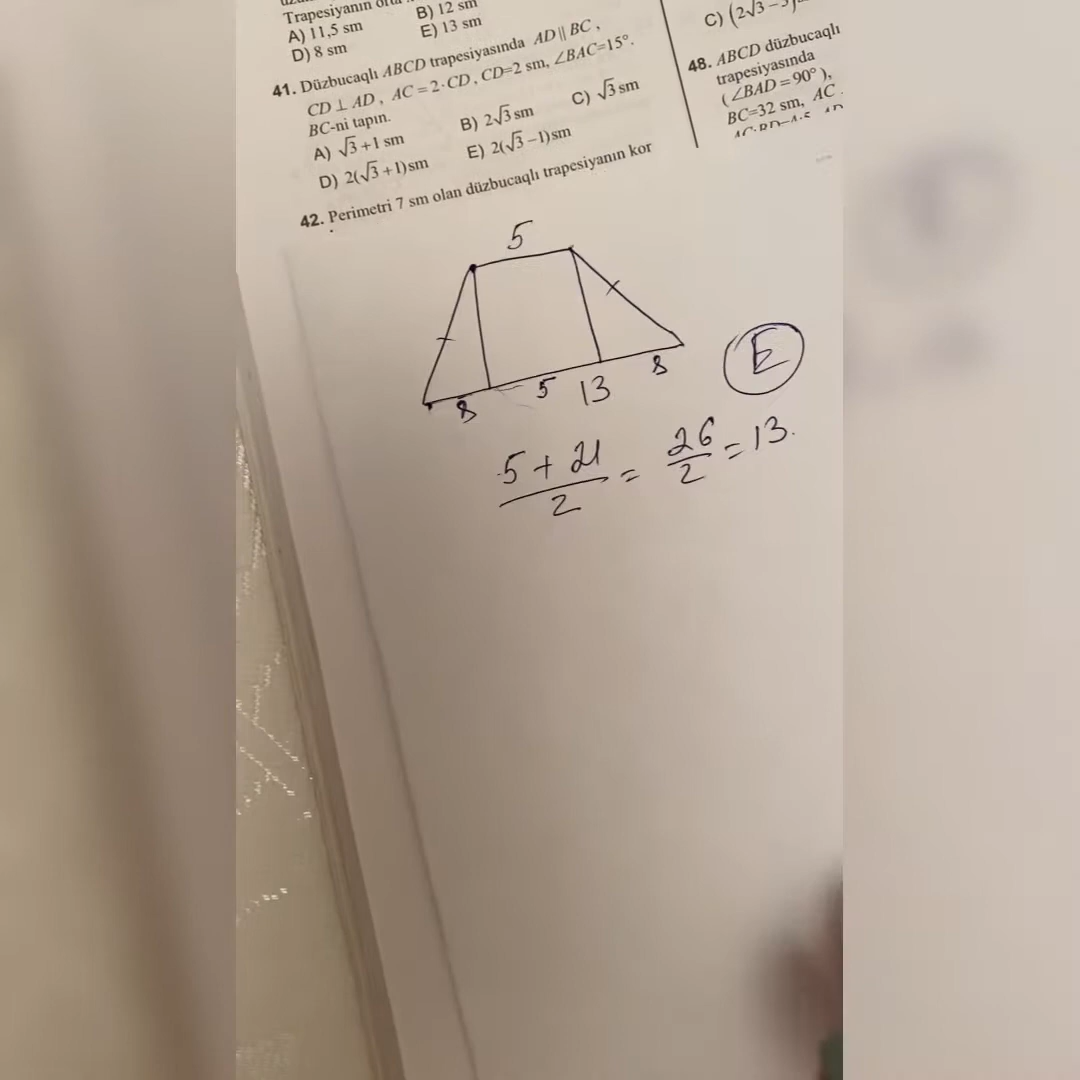 Trapesiyanın
A) 11,5 sm B) 12 sm
D) 8 sm E) 13 sm
41. Düzbucaqlı ABCD trapesiyasında AD || BC ,
CD ⊥ AD , AC = 2·CD , CD=2 sm, ∠BAC=15°.
BC-ni tapın.
A) √3+1 sm B) 2√3 sm C) √3 sm
D) 2(√3+1)sm E) 2(√3−1)sm
42. Perimetri 7 sm olan düzbucaqlı trapesiyanın kor
48. ABCD düzbucaqlı
trapesiyasında
(∠BAD=90°),
BC=32 sm, AC
5
8 5 13 8
E
5+21/2 = 26/2 = 13.